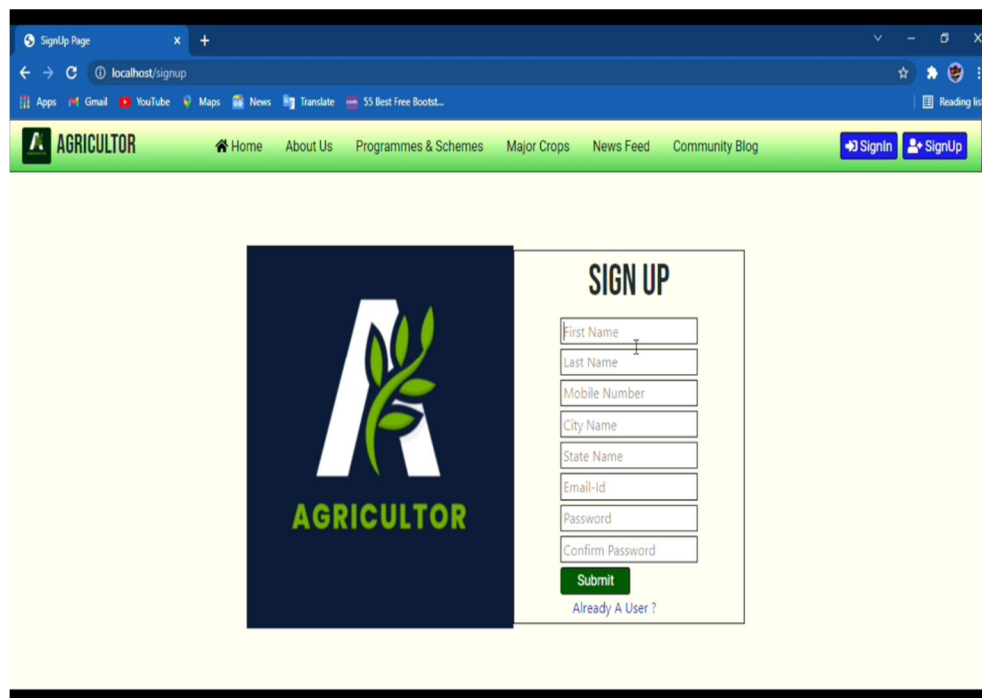 SignUp Page
localhost/signup
Apps Gmail YouTube Maps News Translate 55 Best Free Bootst... Reading lis
AGRICULTOR Home About Us Programmes & Schemes Major Crops News Feed Community Blog SignIn SignUp
AGRICULTOR
SIGN UP
First Name
Last Name
Mobile Number
City Name
State Name
Email-Id
Password
Confirm Password
Submit
Already A User ?